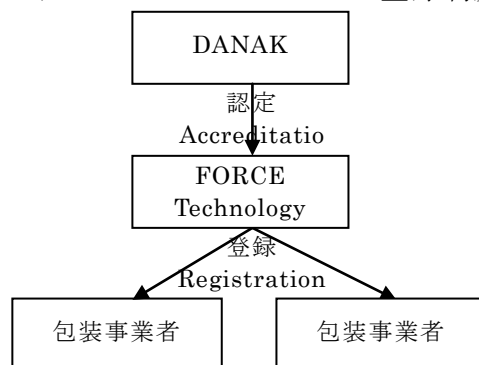 DANAK
認定
Accreditatio
FORCE
Technology
登録
Registration
包装事業者
包装事業者